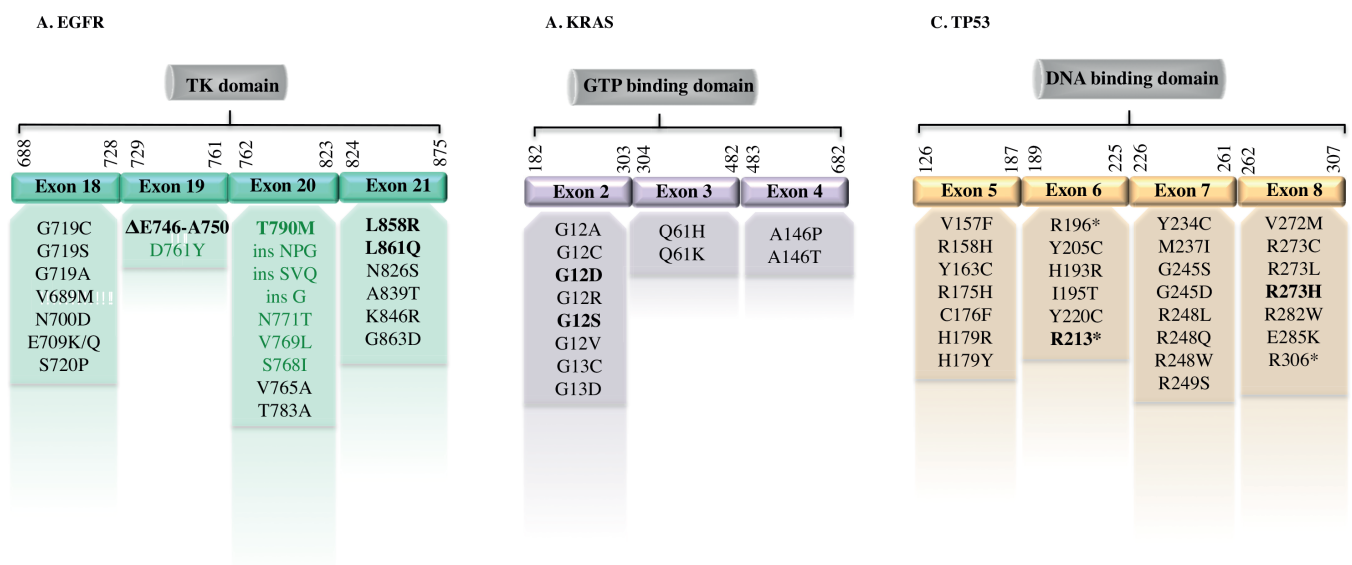 A. EGFR
TK domain
688
728
729
761
762
823
824
875
Exon 18
Exon 19
Exon 20
Exon 21
G719C
G719S
G719A
V689M
N700D
E709K/Q
S720P
ΔE746-A750
D761Y
T790M
ins NPG
ins SVQ
ins G
N771T
V769L
S768I
V765A
T783A
L858R
L861Q
N826S
A839T
K846R
G863D
A. KRAS
GTP binding domain
182
303
304
482
483
682
Exon 2
Exon 3
Exon 4
G12A
G12C
G12D
G12R
G12S
G12V
G13C
G13D
Q61H
Q61K
A146P
A146T
C. TP53
DNA binding domain
126
187
189
225
226
261
262
307
Exon 5
Exon 6
Exon 7
Exon 8
V157F
R158H
Y163C
R175H
C176F
H179R
H179Y
R196*
Y205C
H193R
I195T
Y220C
R213*
Y234C
M237I
G245S
G245D
R248L
R248Q
R248W
R249S
V272M
R273C
R273L
R273H
R282W
E285K
R306*